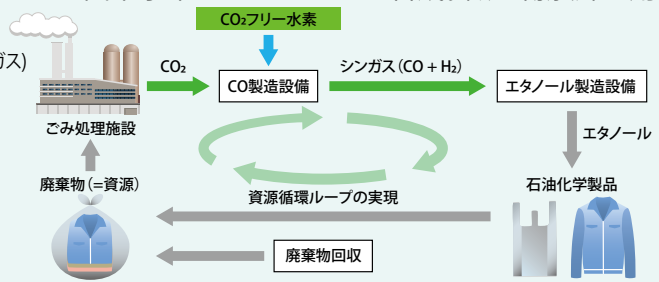 CO₂フリー水素
ガス)
CO₂
CO製造設備
シンガス(CO + H₂)
エタノール製造設備
ごみ処理施設
エタノール
廃棄物(=資源)
資源循環ループの実現
石油化学製品
廃棄物回収